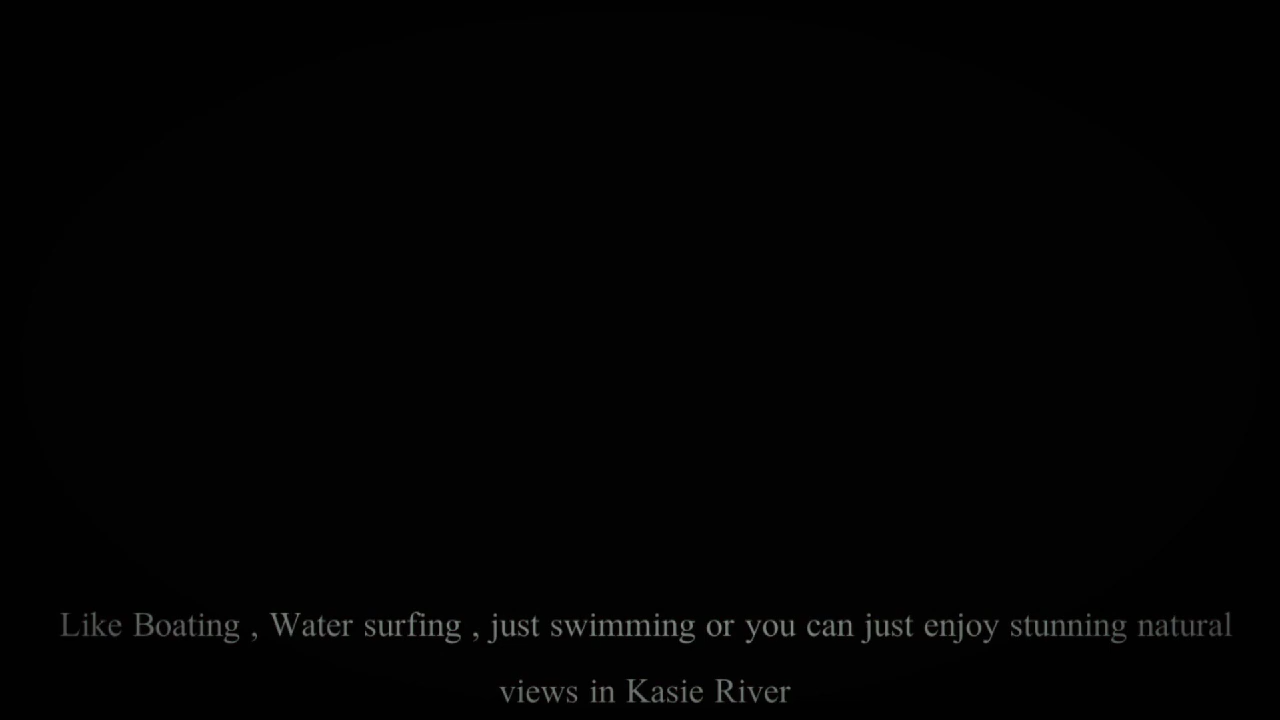 Like Boating , Water surfing , just swimming or you can just enjoy stunning natural
views in Kasie River